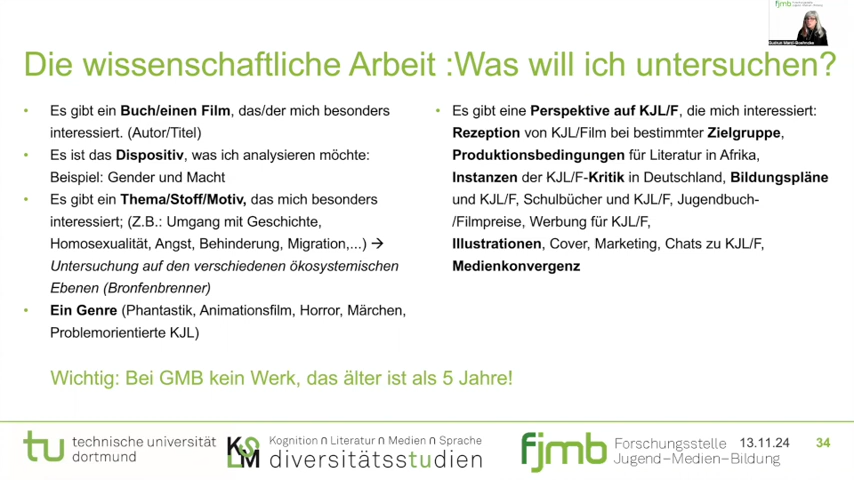 fjmb
Die wissenschaftliche Arbeit :Was will ich untersuchen?
• Es gibt ein Buch/einen Film, das/der mich besonders
interessiert. (Autor/Titel)
• Es ist das Dispositiv, was ich analysieren möchte:
Beispiel: Gender und Macht
• Es gibt ein Thema/Stoff/Motiv, das mich besonders
interessiert; (Z.B.: Umgang mit Geschichte,
Homosexualität, Angst, Behinderung, Migration,...) →
Untersuchung auf den verschiedenen ökosystemischen
Ebenen (Bronfenbrenner)
• Ein Genre (Phantastik, Animationsfilm, Horror, Märchen,
Problemorientierte KJL)
• Es gibt eine Perspektive auf KJL/F, die mich interessiert:
Rezeption von KJL/Film bei bestimmter Zielgruppe,
Produktionsbedingungen für Literatur in Afrika,
Instanzen der KJL/F-Kritik in Deutschland, Bildungspläne
und KJL/F, Schulbücher und KJL/F, Jugendbuch-
/Filmpreise, Werbung für KJL/F,
Illustrationen, Cover, Marketing, Chats zu KJL/F,
Medienkonvergenz
Wichtig: Bei GMB kein Werk, das älter ist als 5 Jahre!
tu technische universität
dortmund
KLSM Kognition ∩ Literatur ∩ Medien ∩ Sprache
diversitätsstudien
fjmb Forschungsstelle
Jugend–Medien–Bildung
13.11.24 34